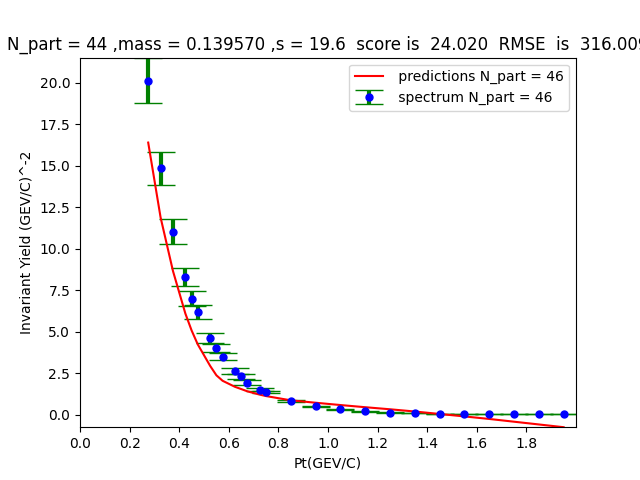 N_part = 44 ,mass = 0.139570 ,s = 19.6  score is  24.020  RMSE  is  316.009
predictions N_part = 46
spectrum N_part = 46
20.0
17.5
15.0
12.5
10.0
7.5
5.0
2.5
0.0
Invariant Yield (GEV/C)^-2
0.0 0.2 0.4 0.6 0.8 1.0 1.2 1.4 1.6 1.8
Pt(GEV/C)